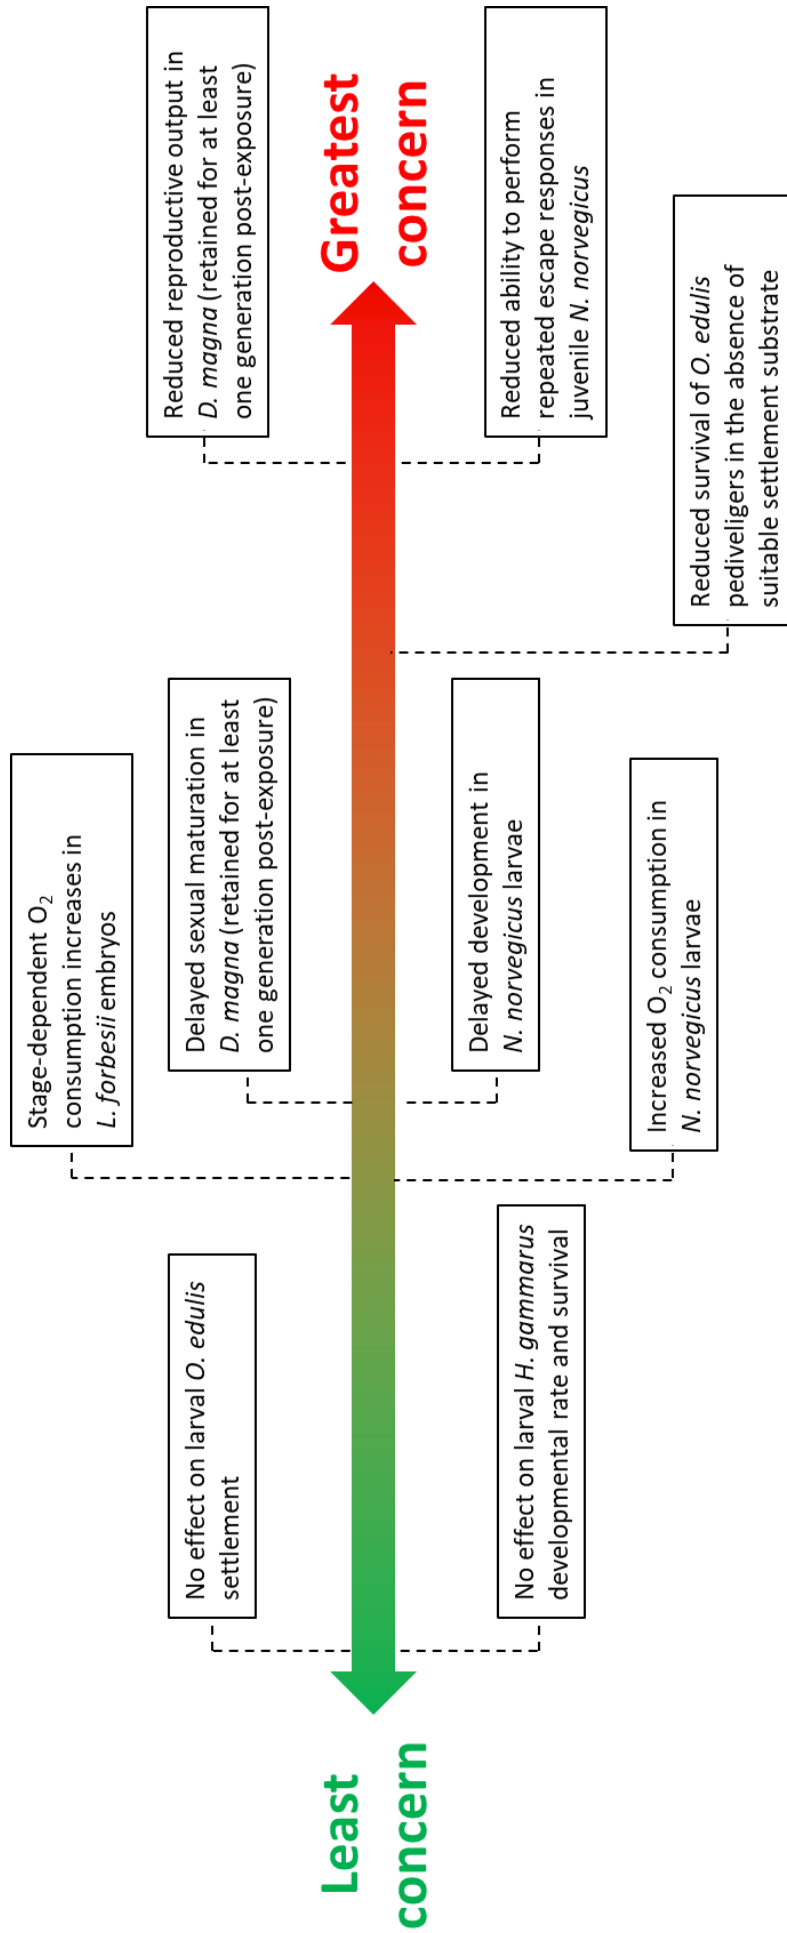 Least
concern
No effect on larval O. edulis
settlement
No effect on larval H. gammarus
developmental rate and survival
Stage-dependent O₂
consumption increases in
L. forbesii embryos
Increased O₂ consumption in
N. norvegicus larvae
Delayed sexual maturation in
D. magna (retained for at least
one generation post-exposure)
Delayed development in
N. norvegicus larvae
Reduced survival of O. edulis
pediveligers in the absence of
suitable settlement substrate
Reduced reproductive output in
D. magna (retained for at least
one generation post-exposure)
Reduced ability to perform
repeated escape responses in
juvenile N. norvegicus
Greatest
concern